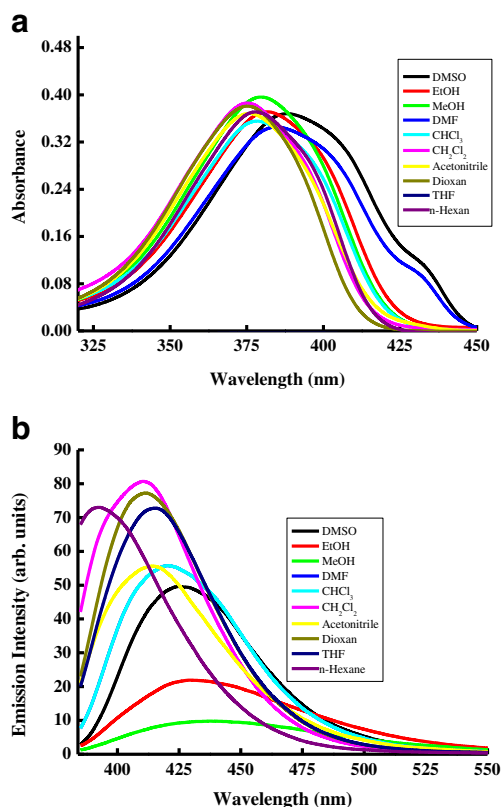 a
0.48
0.40
0.32
0.24
0.16
0.08
0.00
Absorbance
325 350 375 400 425 450
Wavelength (nm)
DMSO
EtOH
MeOH
DMF
CHCl3
CH2Cl2
Acetonitrile
Dioxan
THF
n-Hexan
b
90
80
70
60
50
40
30
20
10
0
Emission Intensity (arb. units)
400 425 450 475 500 525 550
Wavelength (nm)
DMSO
EtOH
MeOH
DMF
CHCl3
CH2Cl2
Acetonitrile
Dioxan
THF
n-Hexane